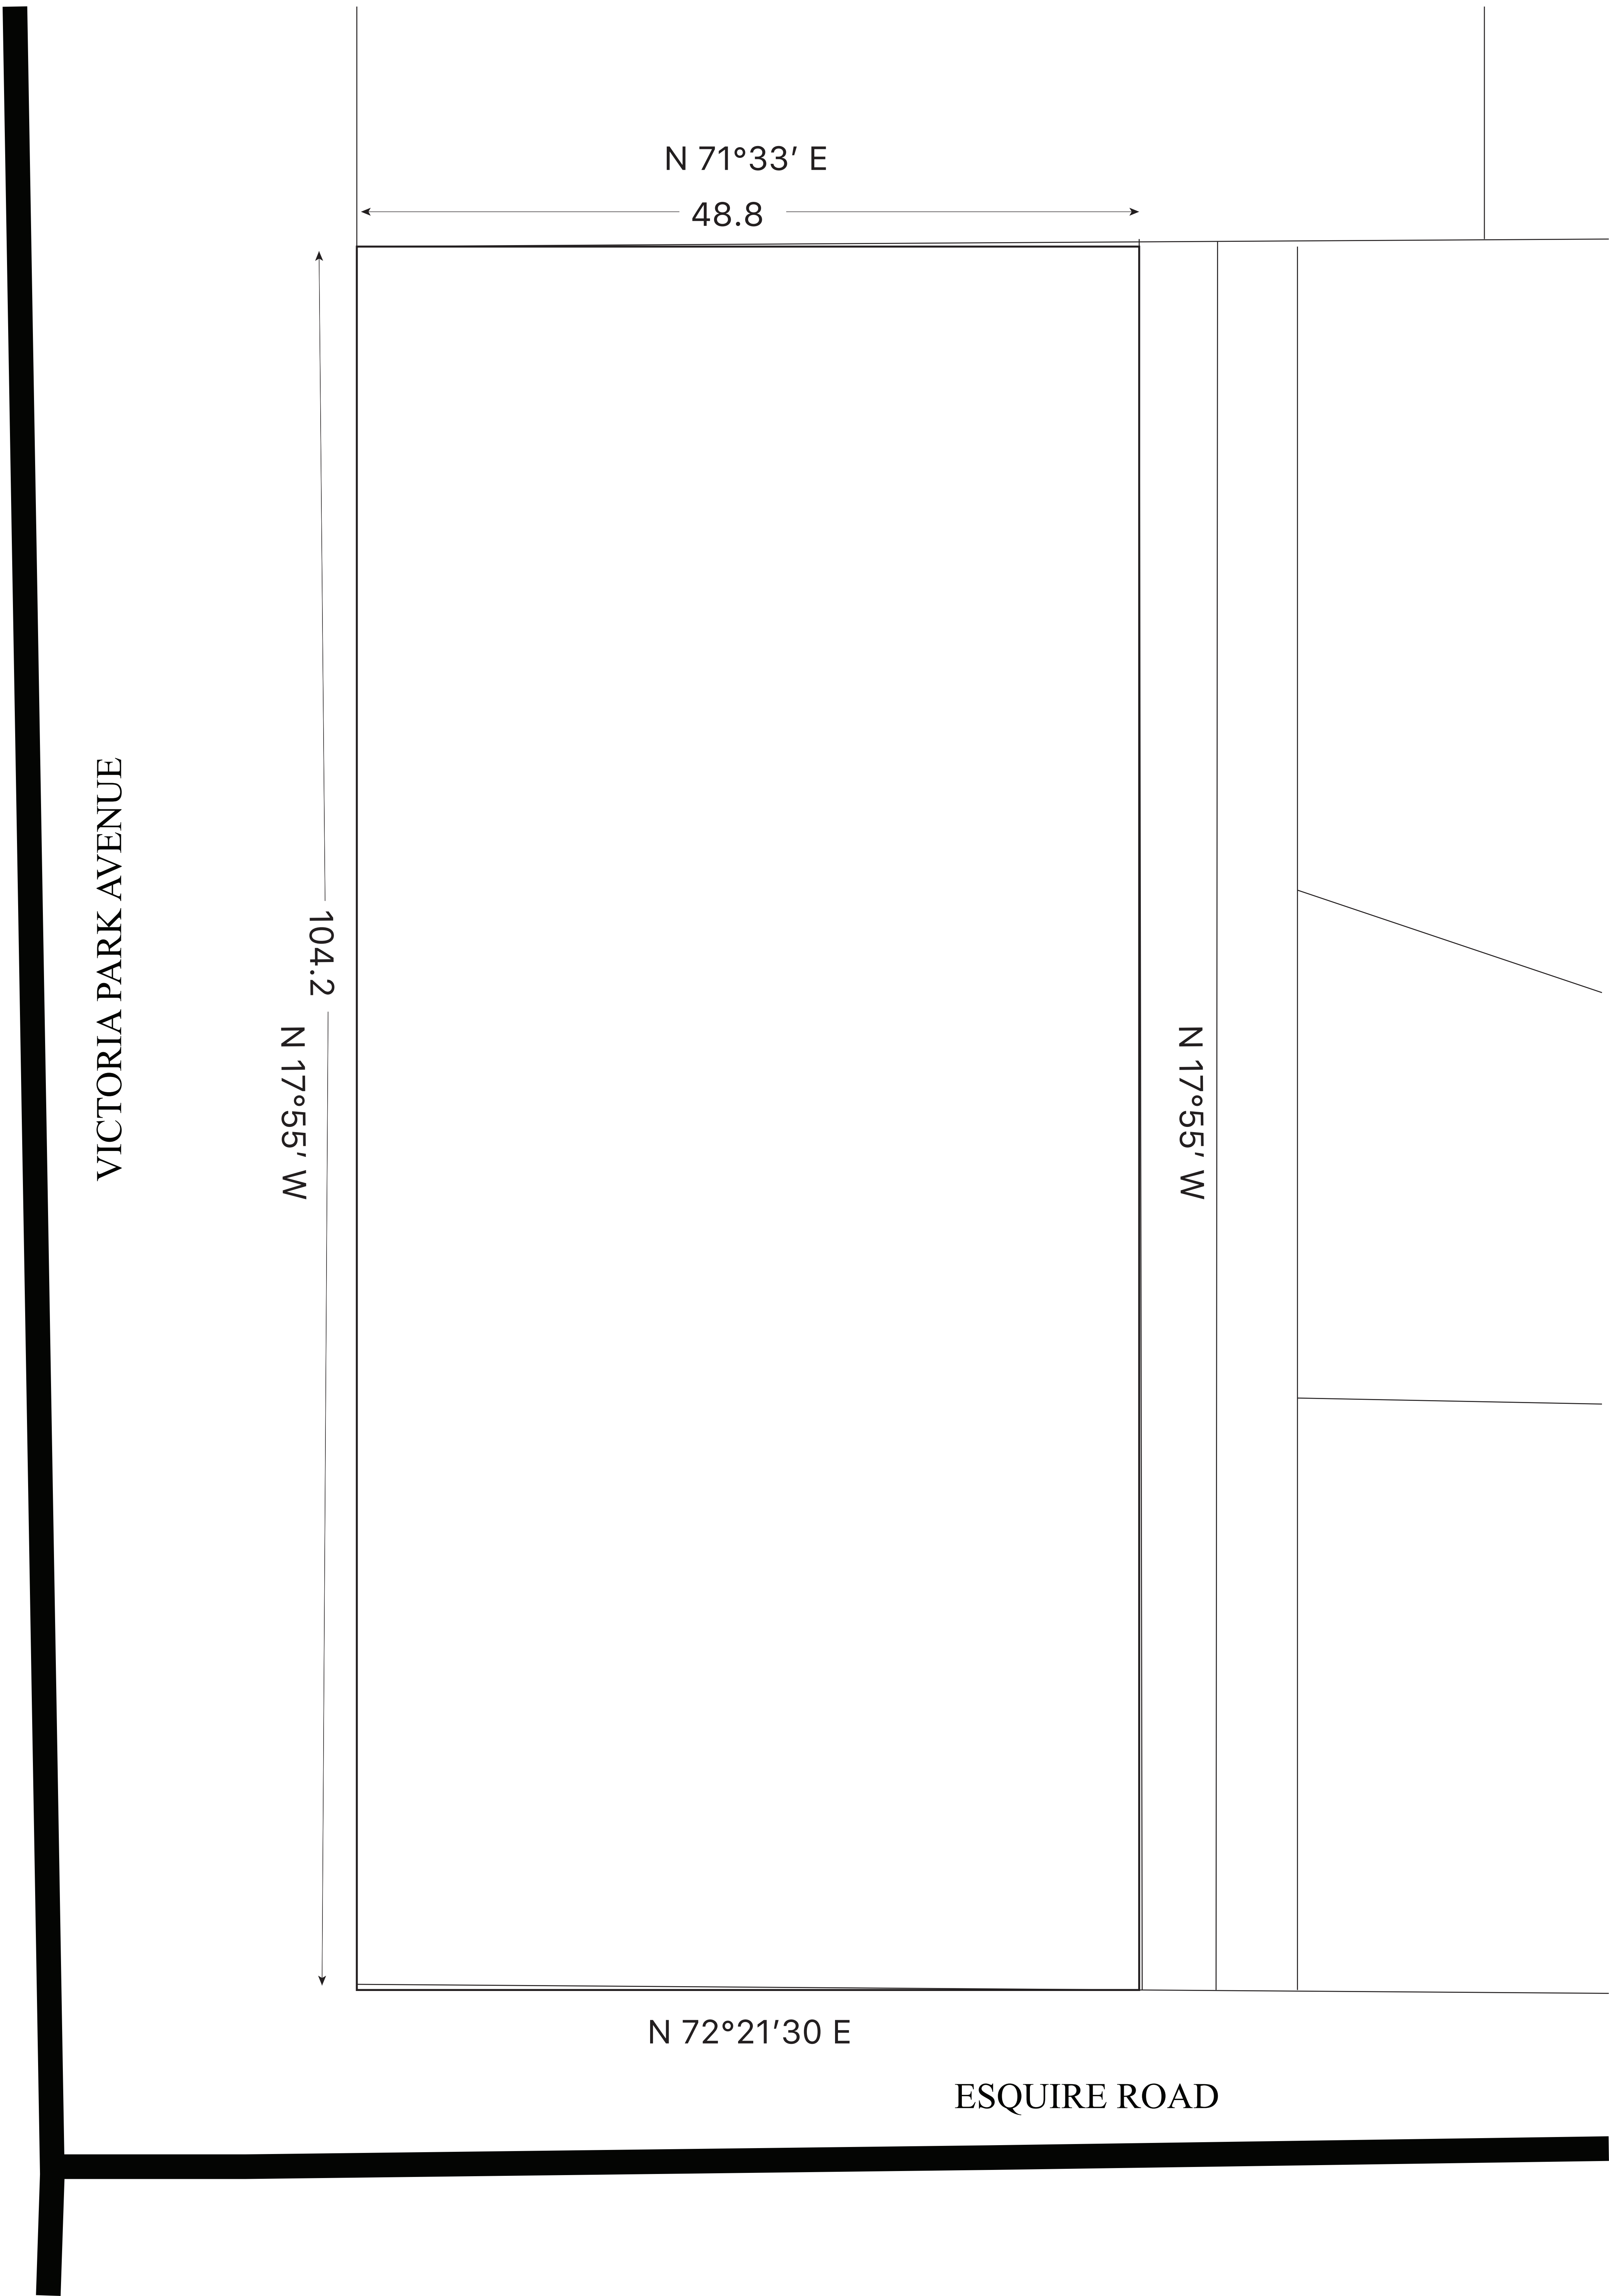 N 71°33′ E
48.8
VICTORIA PARK AVENUE
104.2
N 17°55′ W
N 17°55′ W
N 72°21′30 E
ESQUIRE ROAD